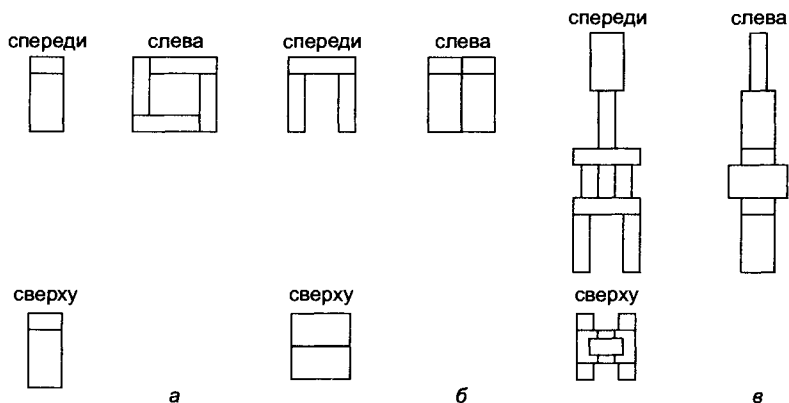 спереди
слева
спереди
слева
спереди
слева
сверху
сверху
сверху
а
б
в